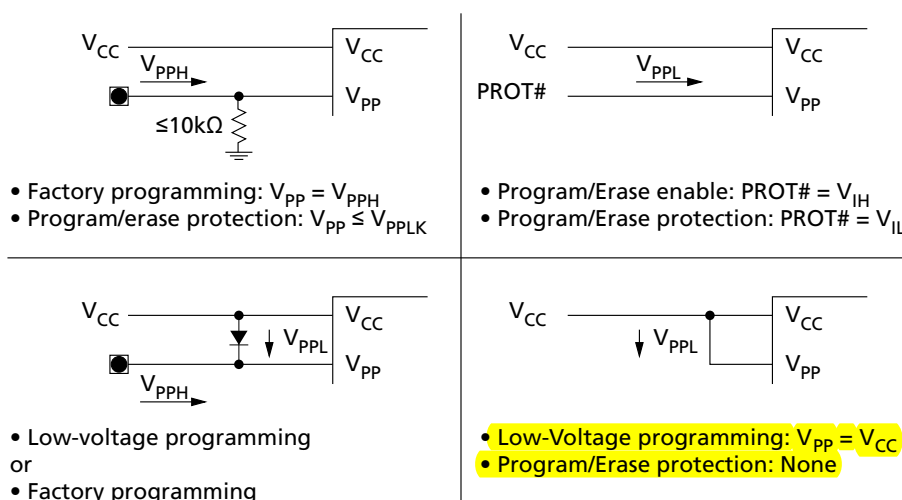 V_CC V_CC
V_PPH
V_PP
≤10kΩ
• Factory programming: V_PP = V_PPH
• Program/erase protection: V_PP ≤ V_PPLK
V_CC V_CC
V_PPL
PROT# V_PP
• Program/Erase enable: PROT# = V_IH
• Program/Erase protection: PROT# = V_IL
V_CC V_CC
V_PPL
V_PP
V_PPH
• Low-voltage programming
or
• Factory programming
V_CC V_CC
V_PPL
V_PP
• Low-Voltage programming: V_PP = V_CC
• Program/Erase protection: None